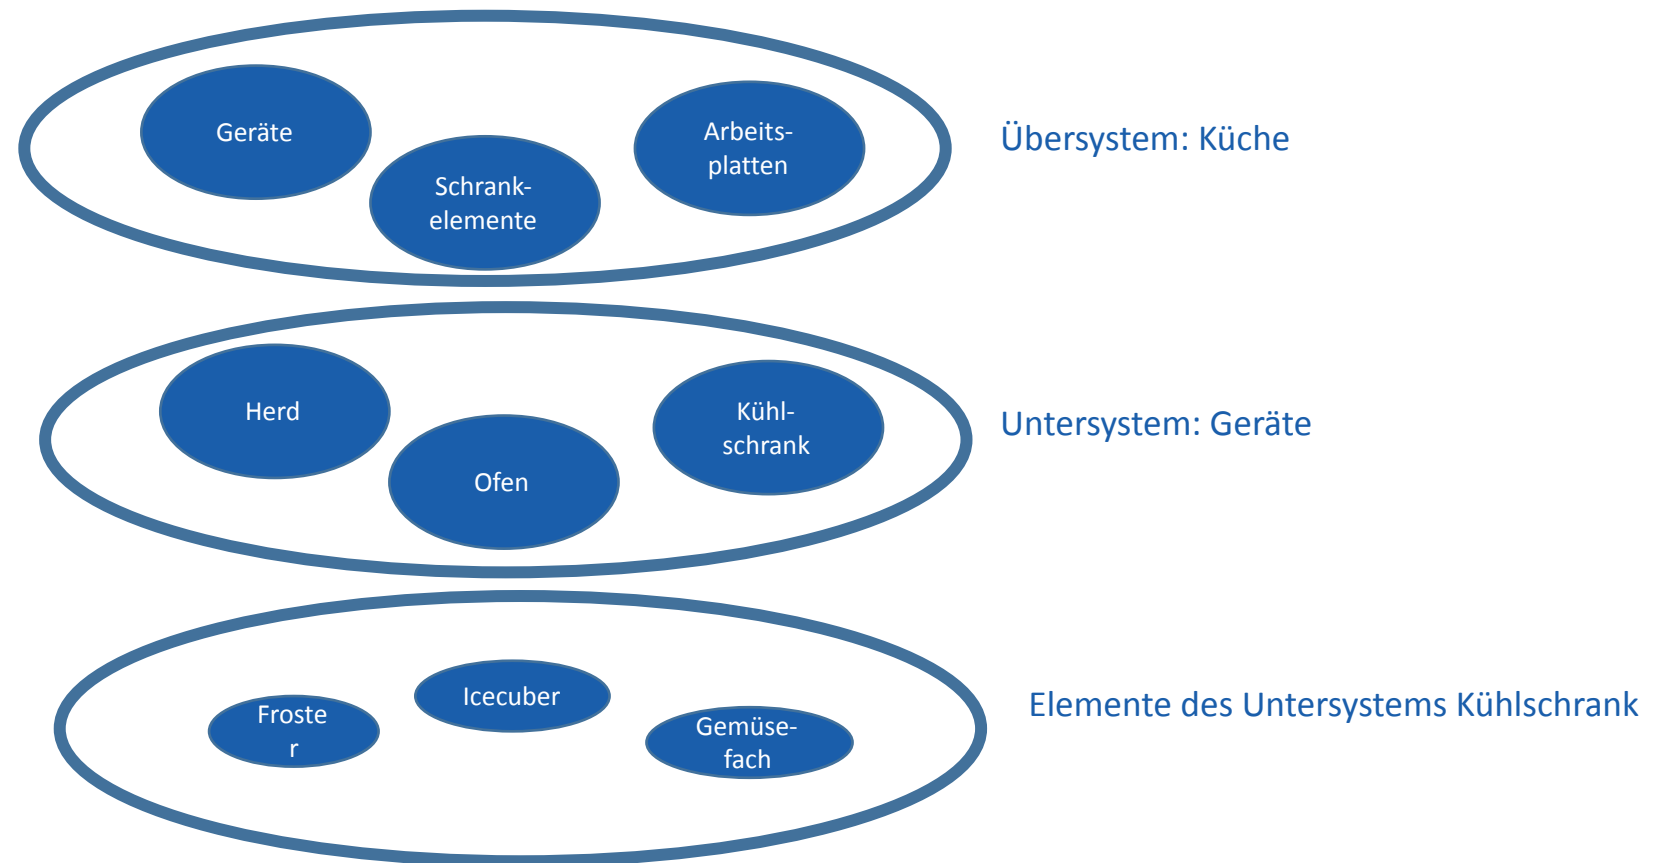 Geräte
Schrank-
elemente
Arbeits-
platten
Übersystem: Küche
Herd
Ofen
Kühl-
schrank
Untersystem: Geräte
Froste
r
Icecuber
Gemüse-
fach
Elemente des Untersystems Kühlschrank